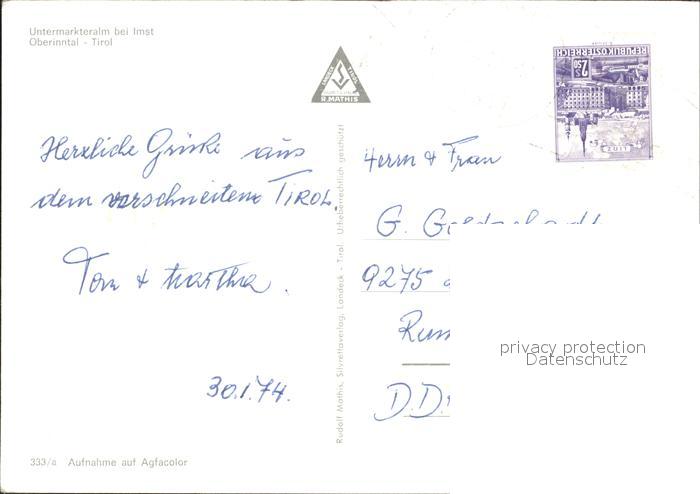 Untermarkteralm bei Imst
Oberinntal - Tirol
R. MATHIS
REPUBLIK ÖSTERREICH
2.50
Herzliche Grüße aus
dem verschneiten TIROL.
Tom & Martha.
30.1.74.
Herrn & Frau
G.
9275
D.D.
privacy protection
Datenschutz
Rudolf Mathis, Silvrettaverlag, Landeck - Tirol. Urheberrechtlich geschützt
333/a Aufnahme auf Agfacolor